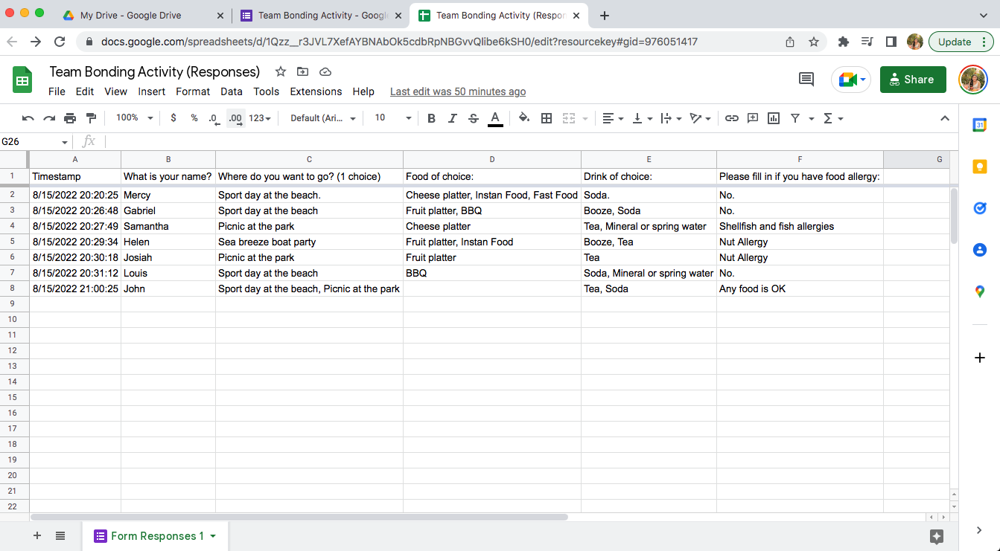 My Drive - Google Drive
Team Bonding Activity - Googl
Team Bonding Activity (Respon
docs.google.com/spreadsheets/d/1Qzz__r3JVL7XefAYBNAbOk5cdbRpNBGvvQlibe6kSH0/edit?resourcekey#gid=976051417
Update
Team Bonding Activity (Responses)
Share
File Edit View Insert Format Data Tools Extensions Help Last edit was 50 minutes ago
100% $ % .0 .00 123 Default (Ari... 10 B I S A
31
G26 fx
A B C D E F G
1 Timestamp What is your name? Where do you want to go? (1 choice) Food of choice: Drink of choice: Please fill in if you have food allergy:
2 8/15/2022 20:20:25 Mercy Sport day at the beach. Cheese platter, Instan Food, Fast Food Soda. No.
3 8/15/2022 20:26:48 Gabriel Sport day at the beach Fruit platter, BBQ Booze, Soda No.
4 8/15/2022 20:27:49 Samantha Picnic at the park Cheese platter Tea, Mineral or spring water Shellfish and fish allergies
5 8/15/2022 20:29:34 Helen Sea breeze boat party Fruit platter, Instan Food Booze, Tea Nut Allergy
6 8/15/2022 20:30:18 Josiah Picnic at the park Fruit platter Tea Nut Allergy
7 8/15/2022 20:31:12 Louis Sport day at the beach BBQ Soda, Mineral or spring water No.
8 8/15/2022 21:00:25 John Sport day at the beach, Picnic at the park Tea, Soda Any food is OK
9
10
11
12
13
14
15
16
17
18
19
20
21
22
Form Responses 1